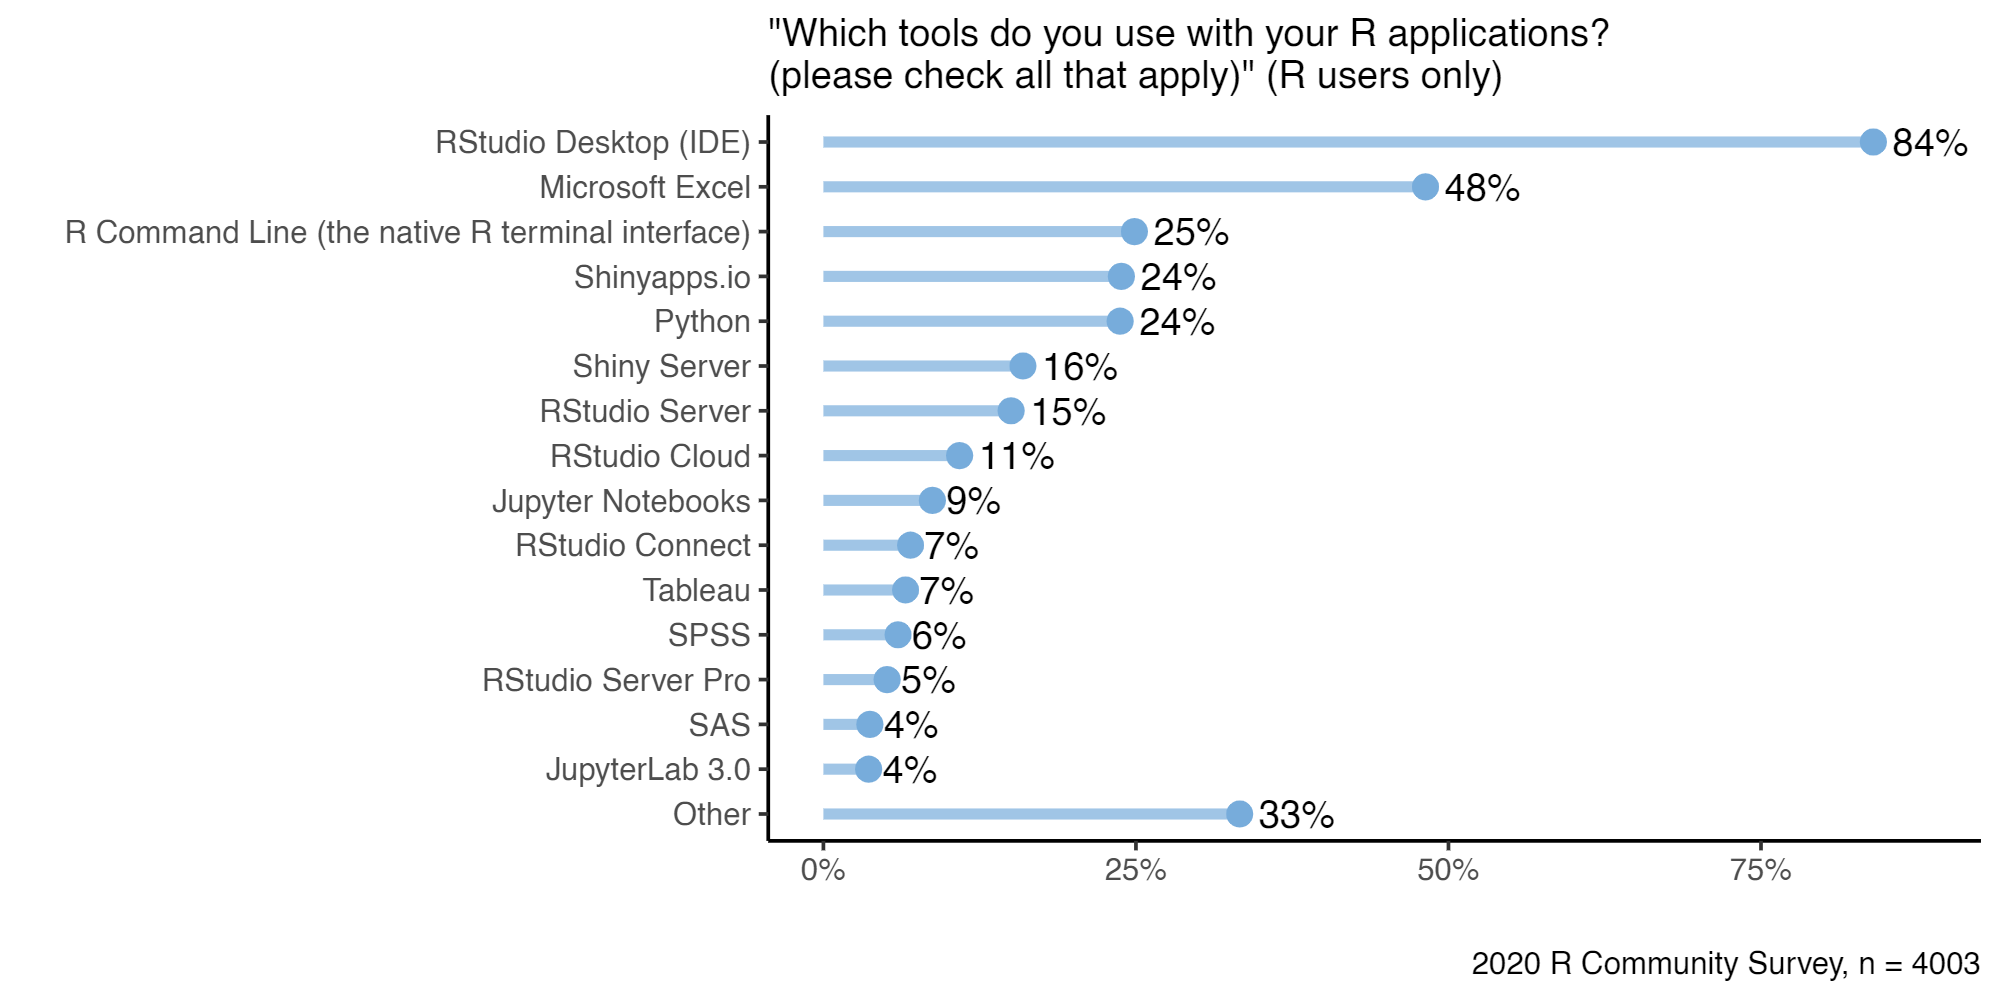 "Which tools do you use with your R applications?
(please check all that apply)" (R users only)
RStudio Desktop (IDE) 84%
Microsoft Excel 48%
R Command Line (the native R terminal interface) 25%
Shinyapps.io 24%
Python 24%
Shiny Server 16%
RStudio Server 15%
RStudio Cloud 11%
Jupyter Notebooks 9%
RStudio Connect 7%
Tableau 7%
SPSS 6%
RStudio Server Pro 5%
SAS 4%
JupyterLab 3.0 4%
Other 33%
0% 25% 50% 75%
2020 R Community Survey, n = 4003